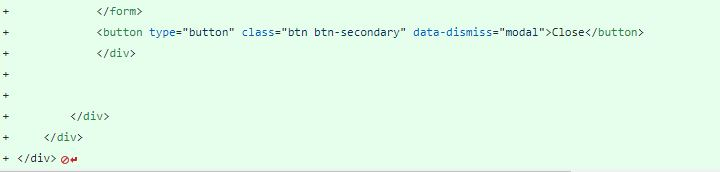 + </form>
+ <button type="button" class="btn btn-secondary" data-dismiss="modal">Close</button>
+ </div>
+
+
+ </div>
+ </div>
+ </div>